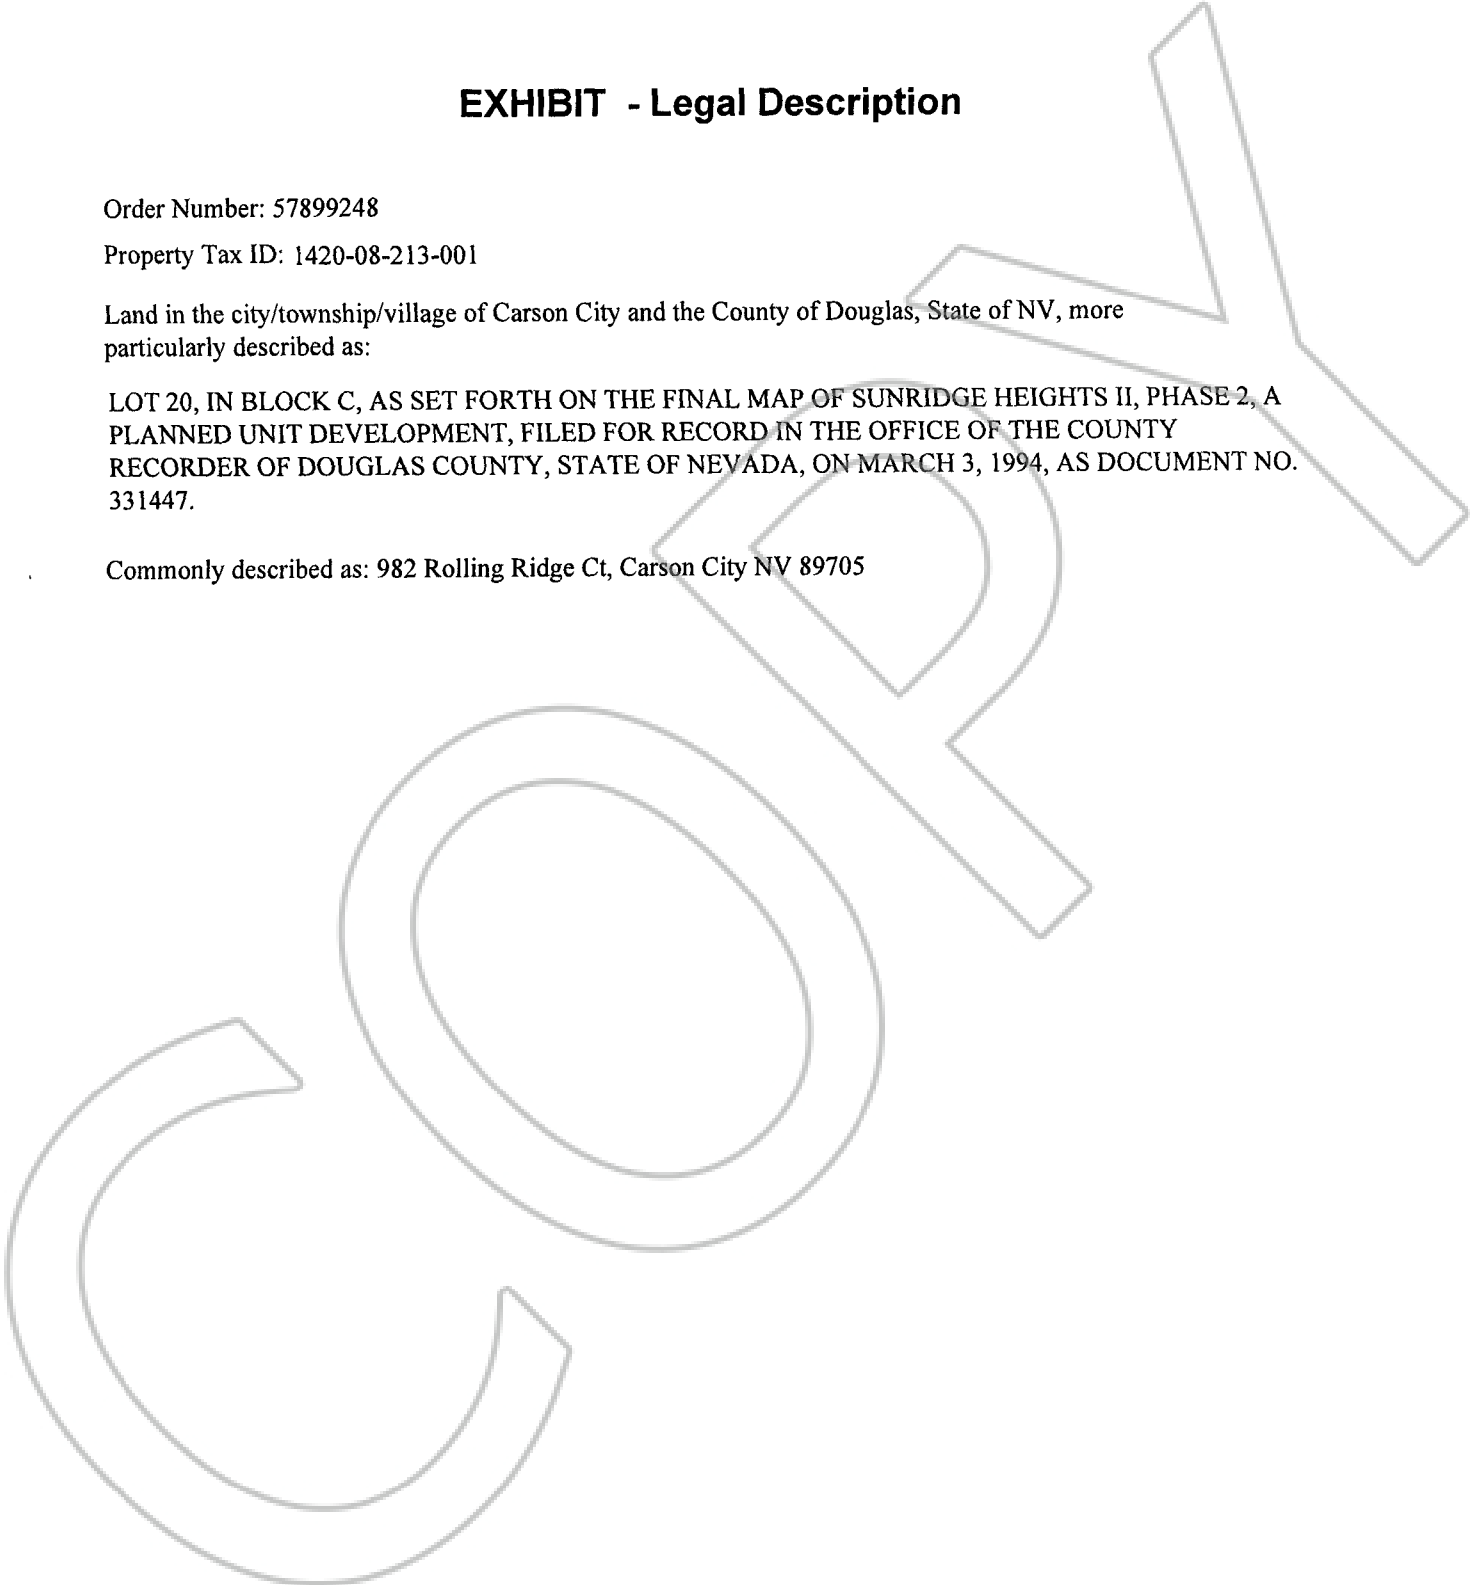 EXHIBIT - Legal Description
Order Number: 57899248
Property Tax ID: 1420-08-213-001
Land in the city/township/village of Carson City and the County of Douglas, State of NV, more
particularly described as:
LOT 20, IN BLOCK C, AS SET FORTH ON THE FINAL MAP OF SUNRIDGE HEIGHTS II, PHASE 2, A
PLANNED UNIT DEVELOPMENT, FILED FOR RECORD IN THE OFFICE OF THE COUNTY
RECORDER OF DOUGLAS COUNTY, STATE OF NEVADA, ON MARCH 3, 1994, AS DOCUMENT NO.
331447.
Commonly described as: 982 Rolling Ridge Ct, Carson City NV 89705
COPY